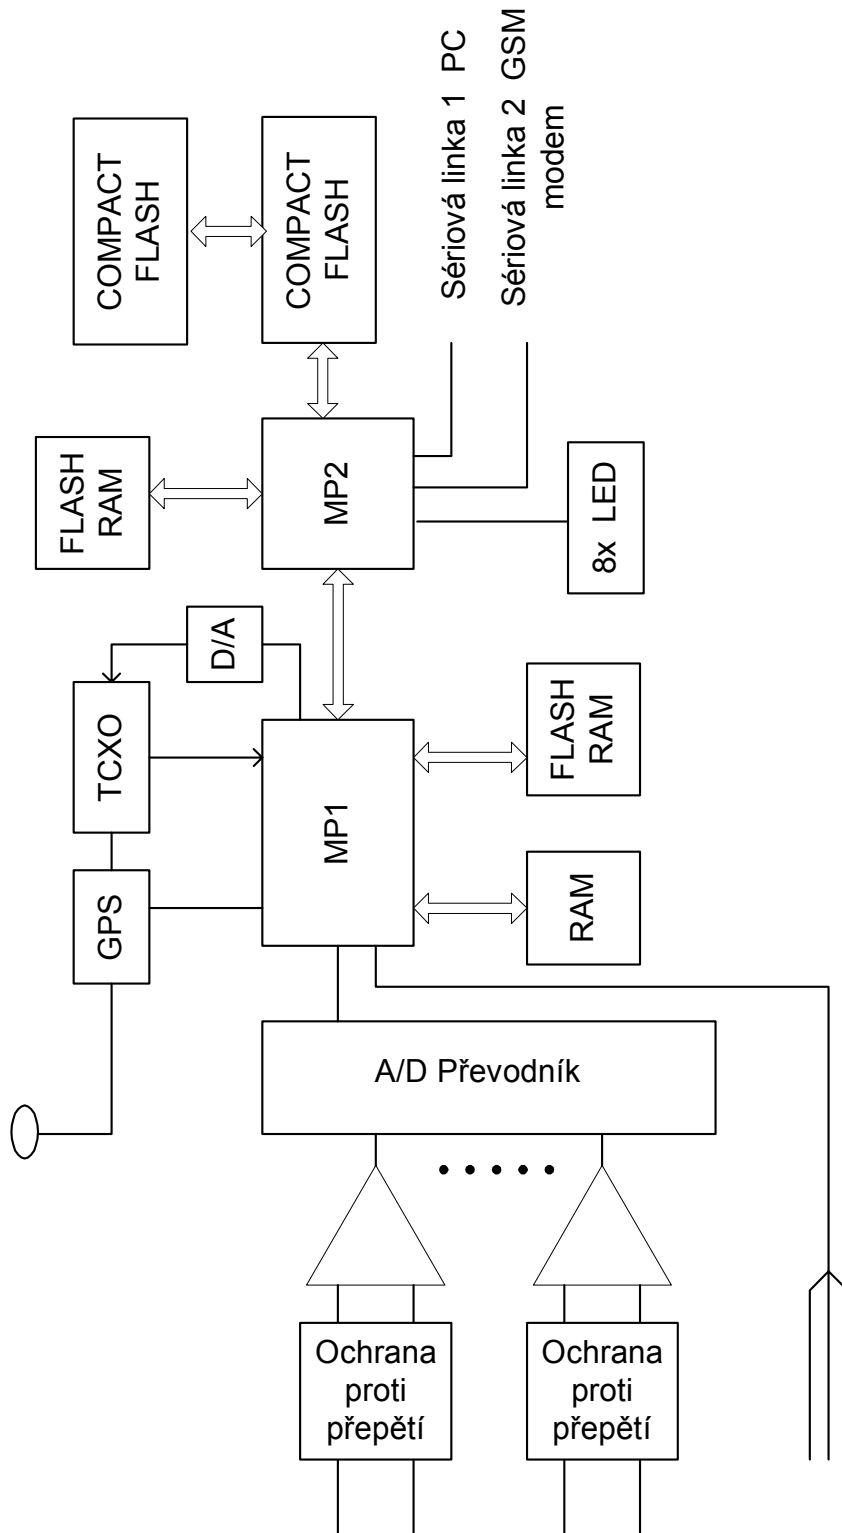 COMPACT
FLASH
COMPACT
FLASH
Sériová linka 1 PC
Sériová linka 2 GSM
modem
FLASH
RAM
MP2
8x LED
D/A
TCXO
GPS
MP1
FLASH
RAM
RAM
A/D Převodník
Ochrana
proti
přepětí
Ochrana
proti
přepětí